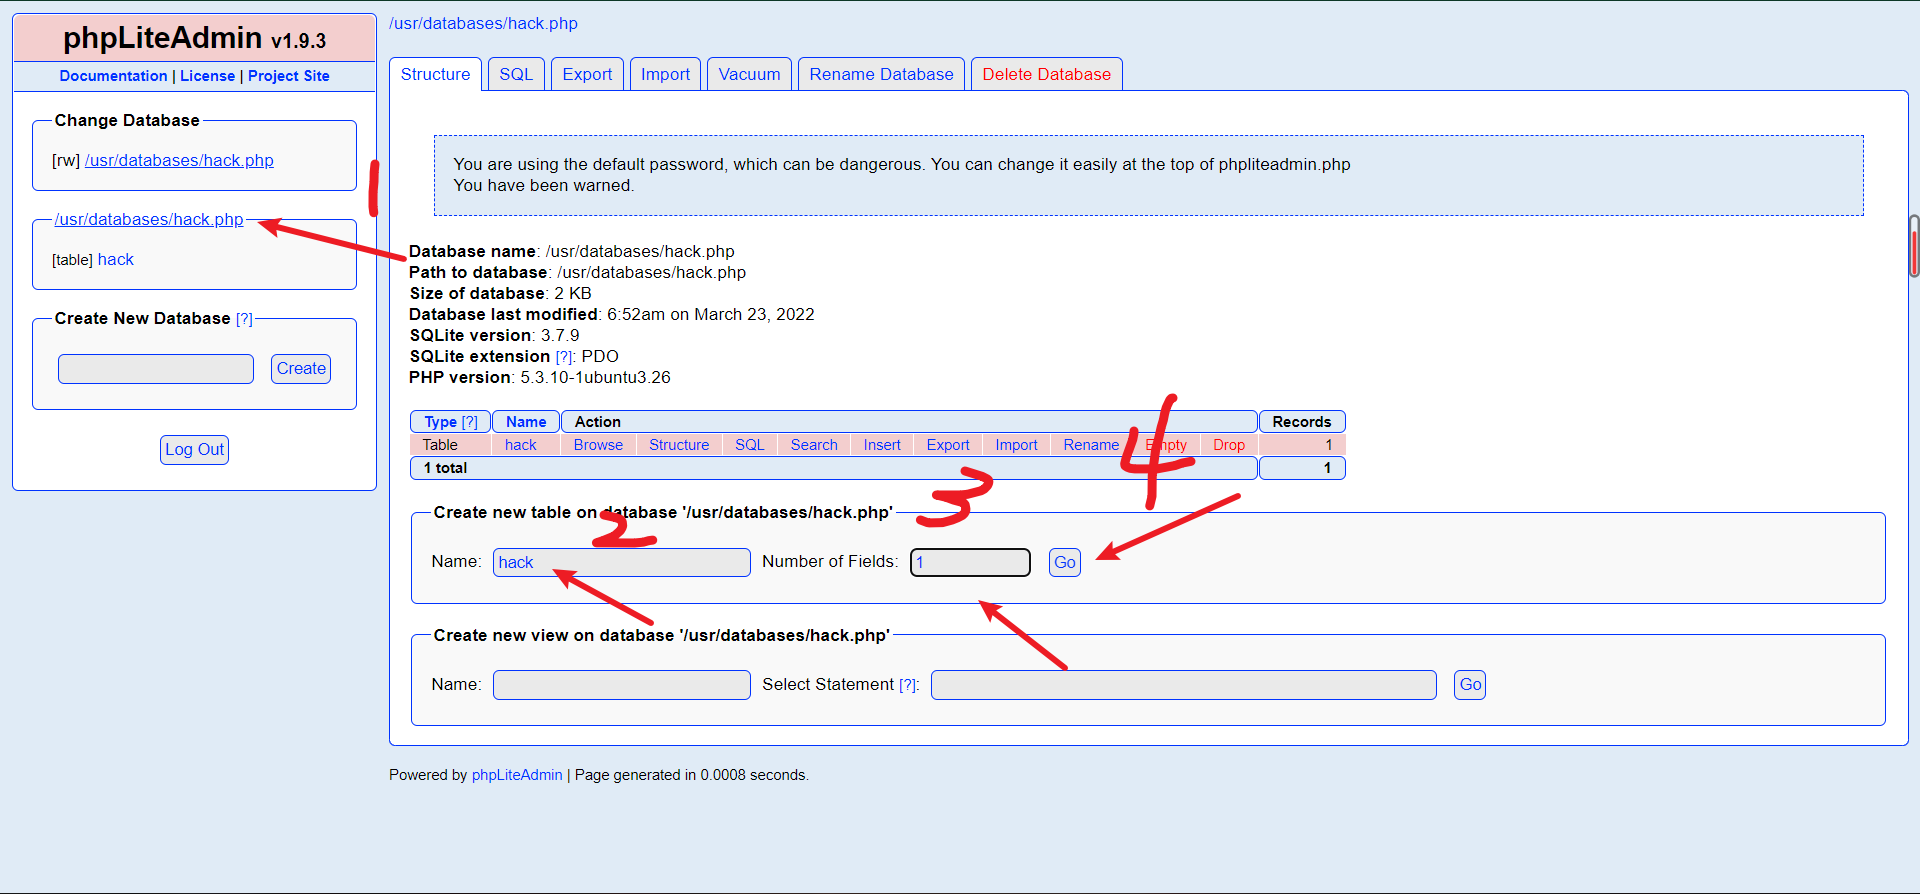 phpLiteAdmin v1.9.3
Documentation | License | Project Site
Change Database
[rw] /usr/databases/hack.php
/usr/databases/hack.php
[table] hack
Create New Database [?]
Create
Log Out
/usr/databases/hack.php
Structure SQL Export Import Vacuum Rename Database Delete Database
You are using the default password, which can be dangerous. You can change it easily at the top of phpliteadmin.php
You have been warned.
1
Database name: /usr/databases/hack.php
Path to database: /usr/databases/hack.php
Size of database: 2 KB
Database last modified: 6:52am on March 23, 2022
SQLite version: 3.7.9
SQLite extension [?]: PDO
PHP version: 5.3.10-1ubuntu3.26
Type [?] Name Action Records
Table hack Browse Structure SQL Search Insert Export Import Rename Empty Drop 1
1 total 1
4
3
Create new table on database '/usr/databases/hack.php'
2
Name: hack Number of Fields: 1 Go
Create new view on database '/usr/databases/hack.php'
Name: Select Statement [?]: Go
Powered by phpLiteAdmin | Page generated in 0.0008 seconds.